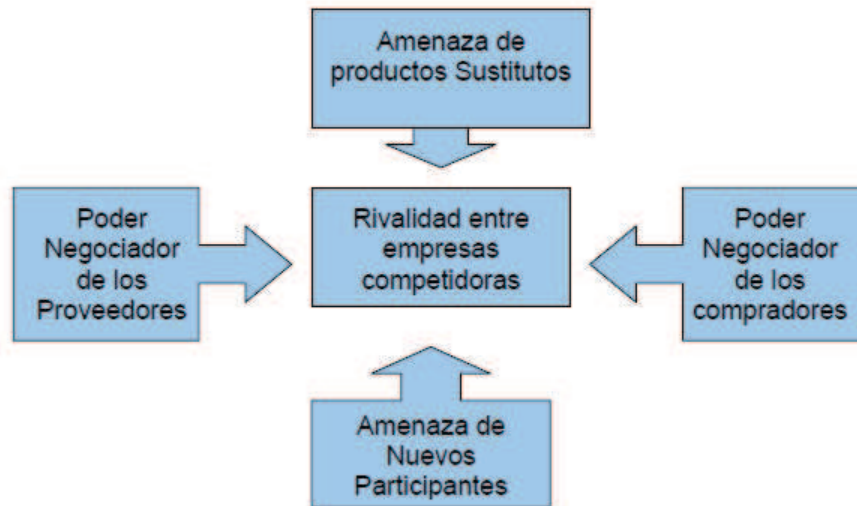 Amenaza de
productos Sustitutos
Poder
Negociador
de los
Proveedores
Rivalidad entre
empresas
competidoras
Poder
Negociador
de los
compradores
Amenaza de
Nuevos
Participantes